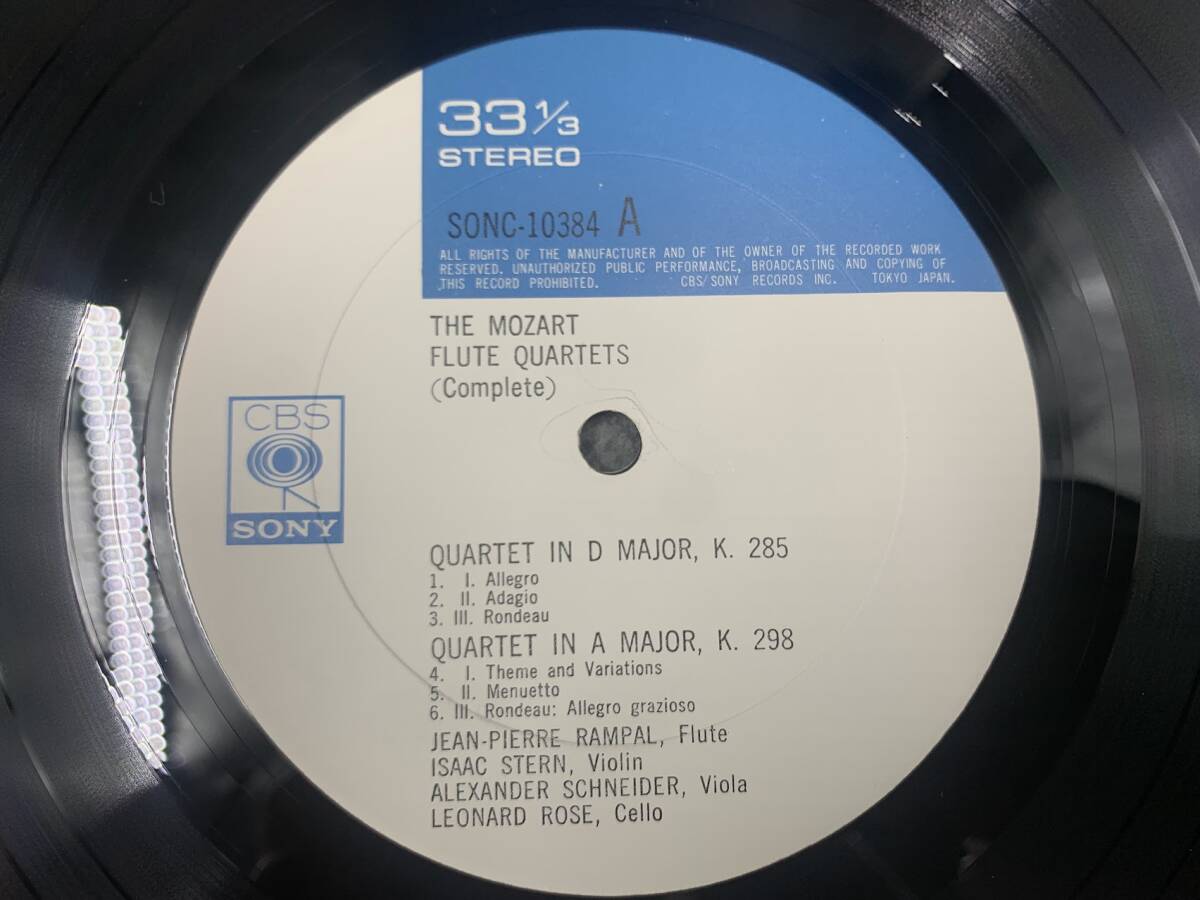 33 1/3
STEREO
SONC-10384 A
ALL RIGHTS OF THE MANUFACTURER AND OF THE OWNER OF THE RECORDED WORK
RESERVED. UNAUTHORIZED PUBLIC PERFORMANCE, BROADCASTING AND COPYING OF
THIS RECORD PROHIBITED. CBS/SONY RECORDS INC. TOKYO JAPAN.
THE MOZART
FLUTE QUARTETS
(Complete)
CBS
SONY
QUARTET IN D MAJOR, K. 285
1. I. Allegro
2. II. Adagio
3. III. Rondeau
QUARTET IN A MAJOR, K. 298
4. I. Theme and Variations
5. II. Menuetto
6. III. Rondeau: Allegro grazioso
JEAN-PIERRE RAMPAL, Flute
ISAAC STERN, Violin
ALEXANDER SCHNEIDER, Viola
LEONARD ROSE, Cello